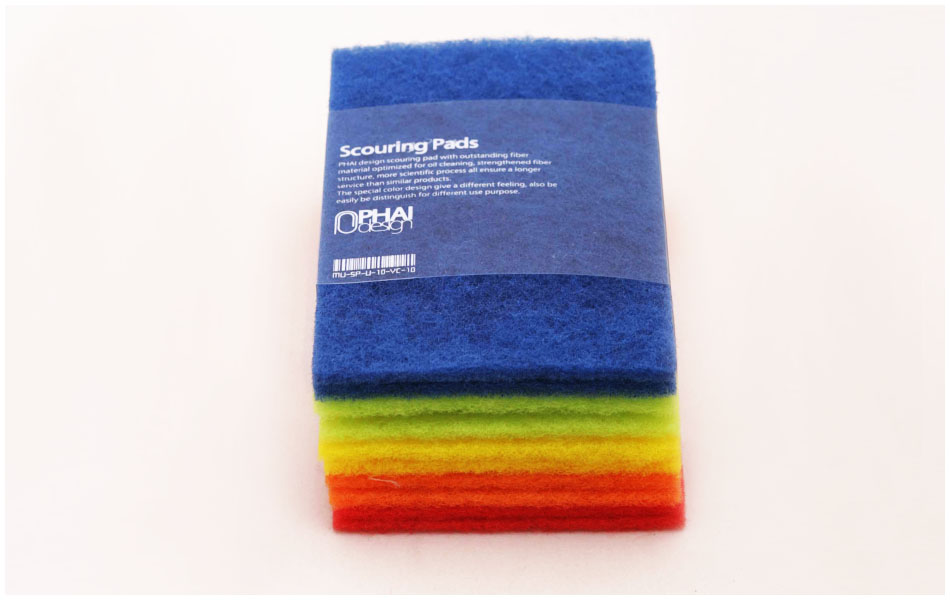 Scouring Pads
PHAI design scouring pad with outstanding fiber
material optimized for oil cleaning, strengthened fiber
structure, more scientific process all ensure a longer
service than similar products.
The special color design give a different feeling, also be
easily be distinguish for different use purpose.
PHAI
design
MU-SP-U-10-VC-10